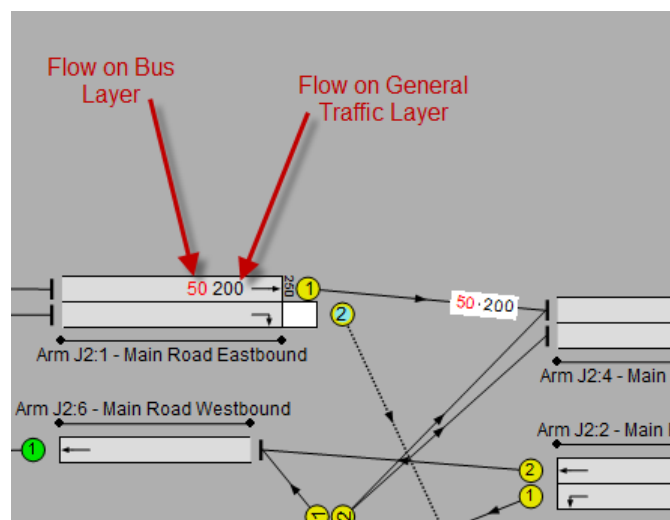 Flow on Bus
Layer
Flow on General
Traffic Layer
50 200
250
1
50·200
2
Arm J2:1 - Main Road Eastbound
Arm J2:4 - Main
Arm J2:6 - Main Road Westbound
Arm J2:2 - Main
1
2
1
1
2